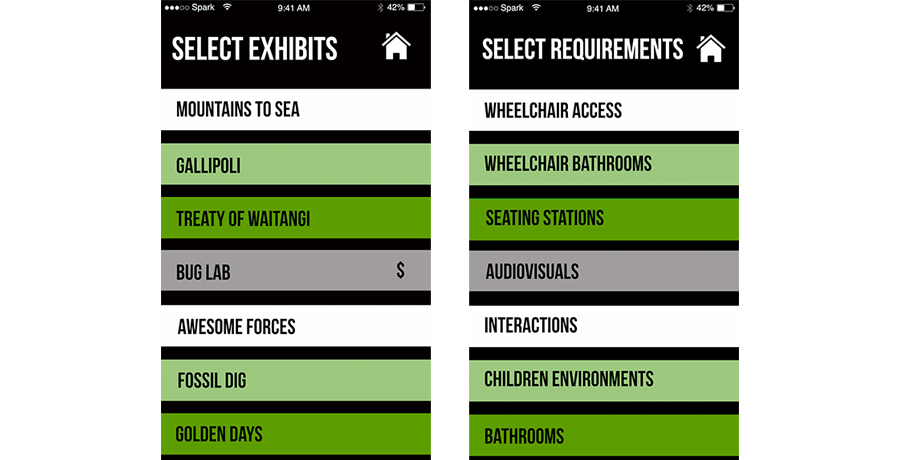 Spark 9:41 AM 42%
SELECT EXHIBITS
MOUNTAINS TO SEA
GALLIPOLI
TREATY OF WAITANGI
BUG LAB $
AWESOME FORCES
FOSSIL DIG
GOLDEN DAYS
Spark 9:41 AM 42%
SELECT REQUIREMENTS
WHEELCHAIR ACCESS
WHEELCHAIR BATHROOMS
SEATING STATIONS
AUDIOVISUALS
INTERACTIONS
CHILDREN ENVIRONMENTS
BATHROOMS